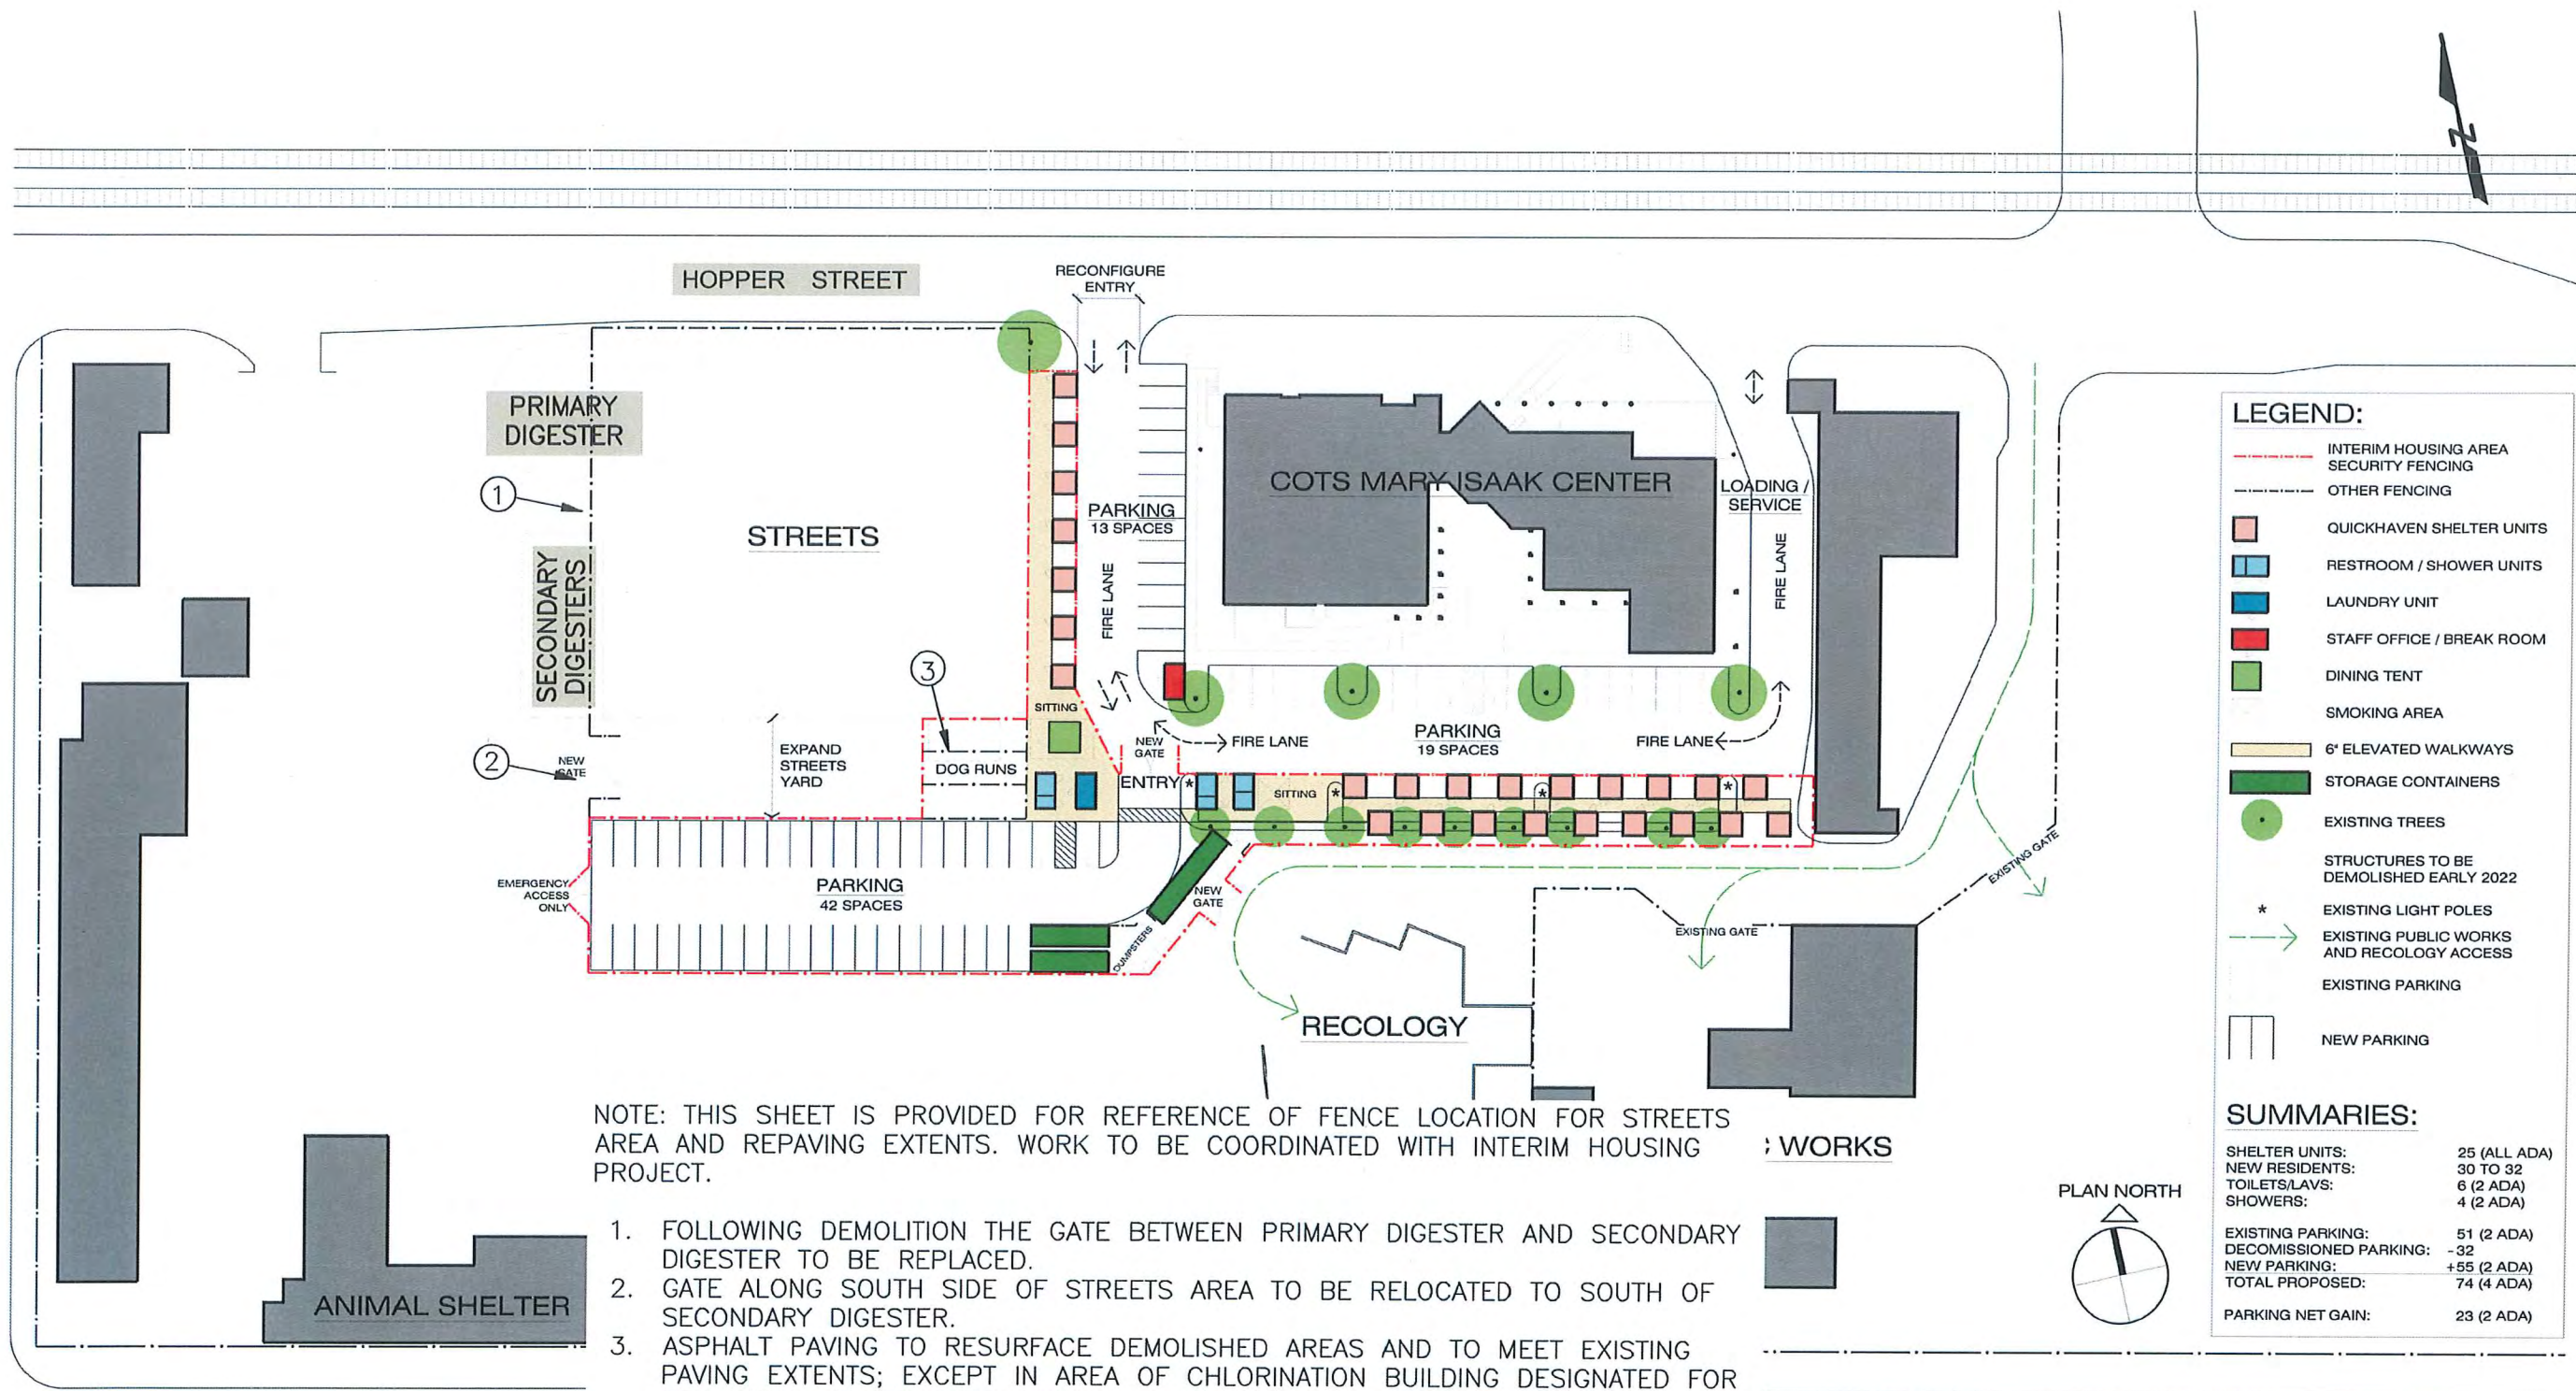 HOPPER STREET
RECONFIGURE
ENTRY
PRIMARY
DIGESTER
1
STREETS
SECONDARY
DIGESTERS
PARKING
13 SPACES
FIRE LANE
COTS MARY ISAAK CENTER
LOADING /
SERVICE
FIRE LANE
3
SITTING
2
NEW
GATE
EXPAND
STREETS
YARD
DOG RUNS
NEW
GATE
ENTRY
*
FIRE LANE
PARKING
19 SPACES
FIRE LANE
SITTING
*
*
*
EMERGENCY
ACCESS
ONLY
PARKING
42 SPACES
NEW
GATE
DUMPSTERS
EXISTING GATE
EXISTING GATE
RECOLOGY
WORKS
ANIMAL SHELTER
NOTE: THIS SHEET IS PROVIDED FOR REFERENCE OF FENCE LOCATION FOR STREETS
AREA AND REPAVING EXTENTS. WORK TO BE COORDINATED WITH INTERIM HOUSING
PROJECT.
1. FOLLOWING DEMOLITION THE GATE BETWEEN PRIMARY DIGESTER AND SECONDARY
DIGESTER TO BE REPLACED.
2. GATE ALONG SOUTH SIDE OF STREETS AREA TO BE RELOCATED TO SOUTH OF
SECONDARY DIGESTER.
3. ASPHALT PAVING TO RESURFACE DEMOLISHED AREAS AND TO MEET EXISTING
PAVING EXTENTS; EXCEPT IN AREA OF CHLORINATION BUILDING DESIGNATED FOR
PLAN NORTH
LEGEND:
INTERIM HOUSING AREA
SECURITY FENCING
OTHER FENCING
QUICKHAVEN SHELTER UNITS
RESTROOM / SHOWER UNITS
LAUNDRY UNIT
STAFF OFFICE / BREAK ROOM
DINING TENT
SMOKING AREA
6" ELEVATED WALKWAYS
STORAGE CONTAINERS
EXISTING TREES
STRUCTURES TO BE
DEMOLISHED EARLY 2022
* EXISTING LIGHT POLES
EXISTING PUBLIC WORKS
AND RECOLOGY ACCESS
EXISTING PARKING
NEW PARKING
SUMMARIES:
SHELTER UNITS: 25 (ALL ADA)
NEW RESIDENTS: 30 TO 32
TOILETS/LAVS: 6 (2 ADA)
SHOWERS: 4 (2 ADA)
EXISTING PARKING: 51 (2 ADA)
DECOMISSIONED PARKING: -32
NEW PARKING: +55 (2 ADA)
TOTAL PROPOSED: 74 (4 ADA)
PARKING NET GAIN: 23 (2 ADA)